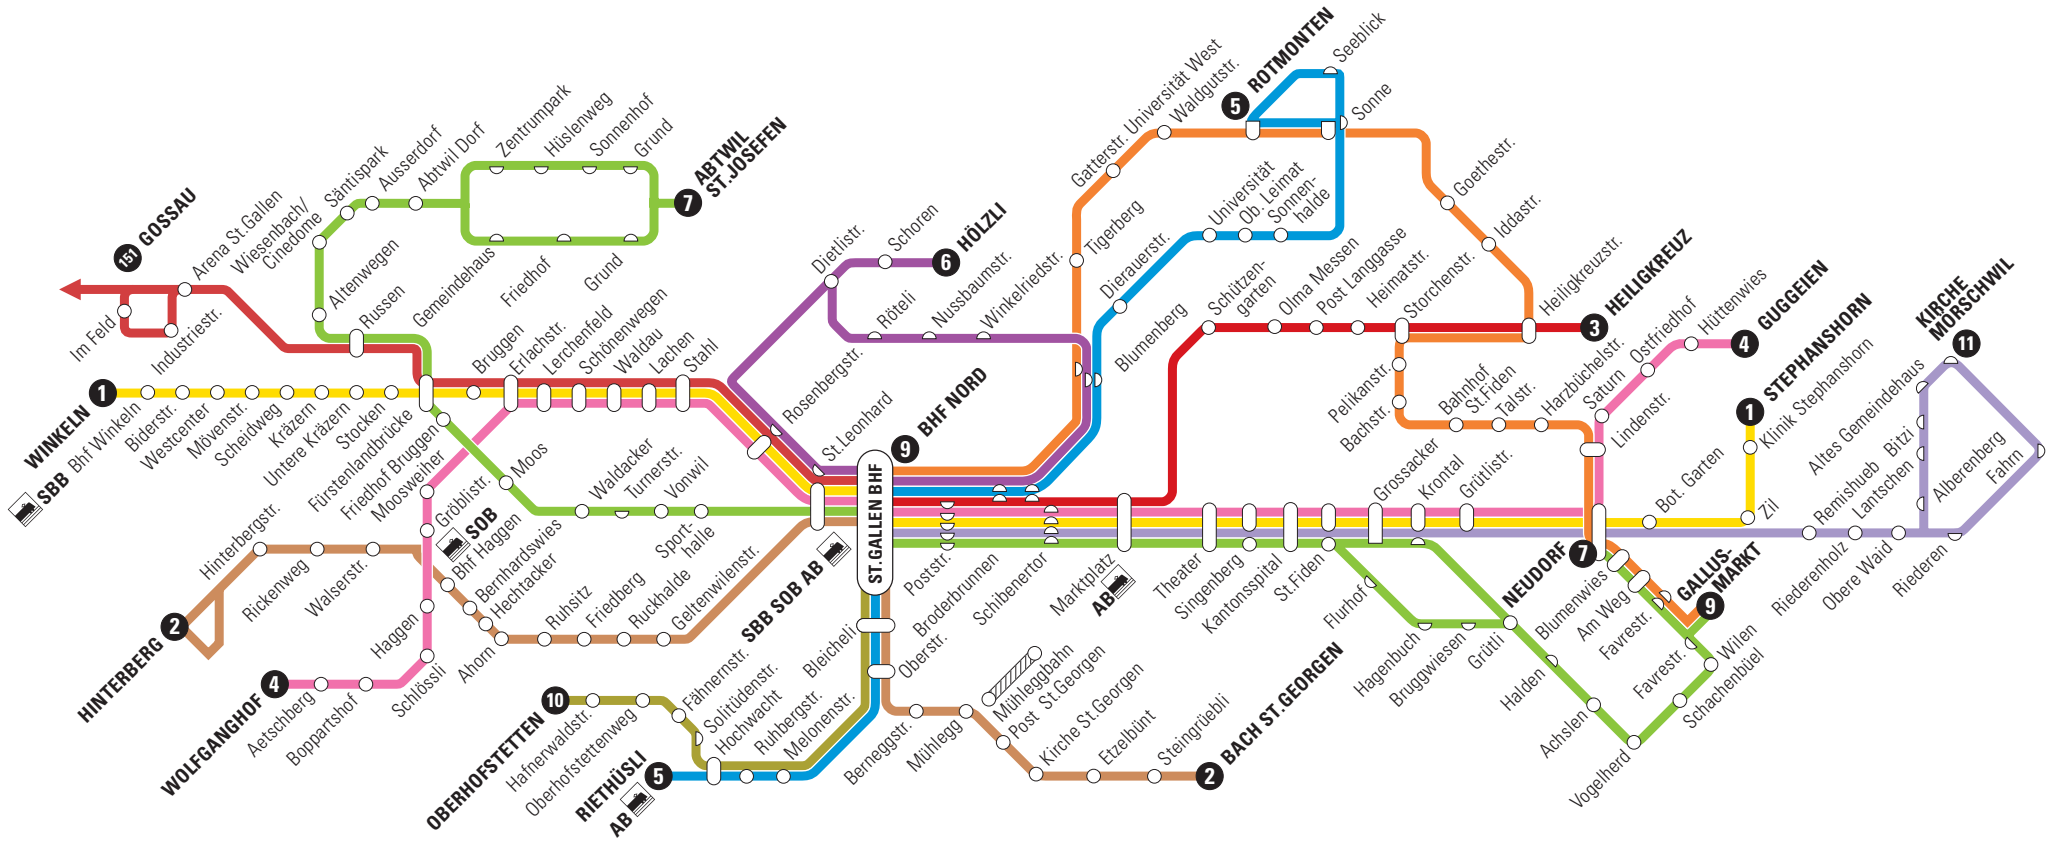 151
GOSSAU
Arena St.Gallen
Wiesenbach/
Cinedome
Im Feld
Industriestr.
Säntispark
Ausserdorf
Abtwil Dorf
Zentrumpark
Hüslenweg
Sonnenhof
Grund
7
ABTWIL
ST.JOSEFEN
Altenwegen
Russen
Gemeindehaus
Friedhof
Grund
1
WINKELN
SBB
Bhf Winkeln
Biderstr.
Westcenter
Mövenstr.
Scheidweg
Kräzern
Untere Kräzern
Stocken
Fürstenlandbrücke
Friedhof Bruggen
Moosweiher
Bruggen
Erlachstr.
Lerchenfeld
Schönenwegen
Waldau
Lachen
Stahl
Gröblistr.
Moos
SOB
Bhf Haggen
Waldacker
Turnerstr.
Vonwil
Sport-
halle
Hinterbergstr.
Rickenweg
Walserstr.
2
HINTERBERG
Bernhardswies
Hechtacker
Ahorn
Ruhsitz
Friedberg
Ruckhalde
Geltenwilenstr.
Haggen
Schlössli
4
WOLFGANGHOF
Aetschberg
Boppartshof
Dietlistr.
Schoren
6
HÖLZLI
Röteli
Nussbaumstr.
Winkelriedstr.
Rosenbergstr.
St.Leonhard
9
BHF NORD
ST.GALLEN BHF
SBB SOB AB
10
OBERHOFSTETTEN
Hafnerwaldstr.
Oberhofstettenweg
Fähnernstr.
Solitüdenstr.
Hochwacht
Ruhbergstr.
Melonenstr.
Bleicheli
Oberstr.
5
RIETHÜSLI
AB
Berneggstr.
Mühlegg
Mühleggbahn
Post St.Georgen
Kirche St.Georgen
Etzelbünt
Steingrüebli
2
BACH ST.GEORGEN
Poststr.
Broderbrunnen
Schibenertor
Marktplatz
AB
Theater
Singenberg
Kantonsspital
St.Fiden
Grossacker
Krontal
Grütlistr.
Gatterstr.
Universität West
Waldgutstr.
5
ROTMONTEN
Seeblick
Sonne
Tigerberg
Dierauerstr.
Universität
Ob. Leimat
Sonnen-
halde
Blumenberg
Schützen-
garten
Olma Messen
Post Langgasse
Heimatstr.
Storchenstr.
Goethestr.
Iddastr.
Heiligkreuzstr.
3
HEILIGKREUZ
Pelikanstr.
Bachstr.
Bahnhof
St.Fiden
Talstr.
Harzbüchelstr.
Saturn
Ostfriedhof
Hüttenwies
4
GUGGEIEN
Lindenstr.
1
STEPHANSHORN
Klinik Stephanshorn
Bot. Garten
Zil
KIRCHE
MÖRSCHWIL
11
Altes Gemeindehaus
Bitzi
Lantschen
Remishueb
Alberenberg
Fahrn
Riederenholz
Obere Waid
Riederen
7
NEUDORF
GALLUS-
MARKT
9
Blumenwies
Am Weg
Favrestr.
Favrestr.
Wilen
Schachenbüel
Vogelherd
Achslen
Halden
Grütli
Bruggwiesen
Hagenbuch
Flurhof